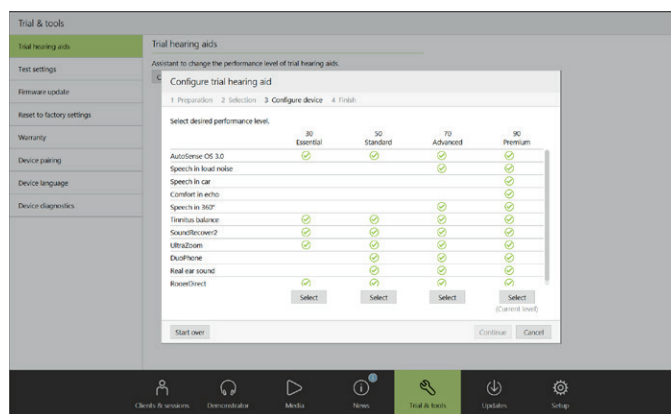 Trial & tools
Trial hearing aids
Test settings
Firmware update
Reset to factory settings
Warranty
Device pairing
Device language
Device diagnostics
Trial hearing aids
Assistant to change the performance level of trial hearing aids.
C
Configure trial hearing aid
1 Preparation 2 Selection 3 Configure device 4 Finish
Select desired performance level.
30 50 70 90
Essential Standard Advanced Premium
AutoSense OS 3.0
Speech in loud noise
Speech in car
Comfort in echo
Speech in 360°
Tinnitus balance
SoundRecover2
UltraZoom
DuoPhone
Real ear sound
RogerDirect
Select Select Select Select
(Current level)
Start over Continue Cancel
Clients & sessions Demonstrator Media News Trial & tools Updates Setup